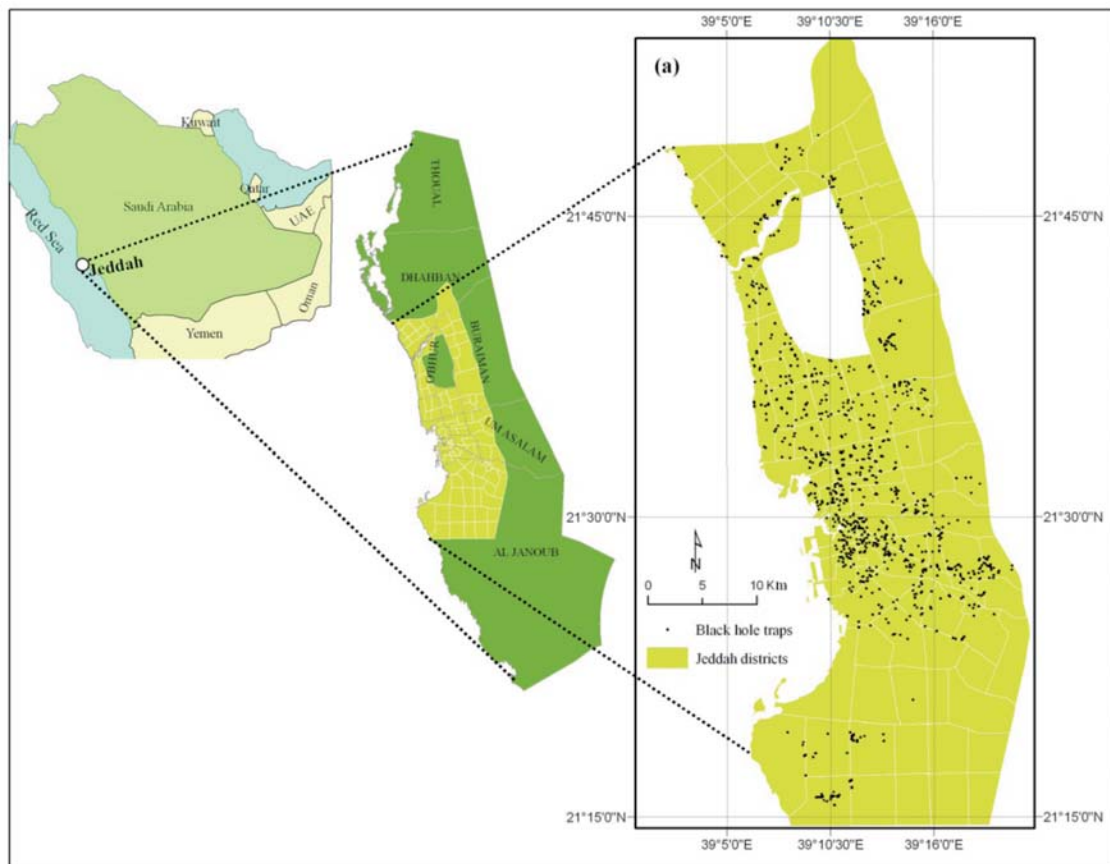 39°5'0"E
39°10'30"E
39°16'0"E
(a)
Kuwait
Qatar
UAE
Saudi Arabia
Red Sea
Jeddah
Oman
Yemen
THOUAL
DHAHBAN
OBHUR
BURAIMAN
UM ASALAM
AL JANOUB
21°45'0"N
21°45'0"N
21°30'0"N
21°30'0"N
N
0 5 10 Km
Black hole traps
Jeddah districts
21°15'0"N
21°15'0"N
39°5'0"E
39°10'30"E
39°16'0"E